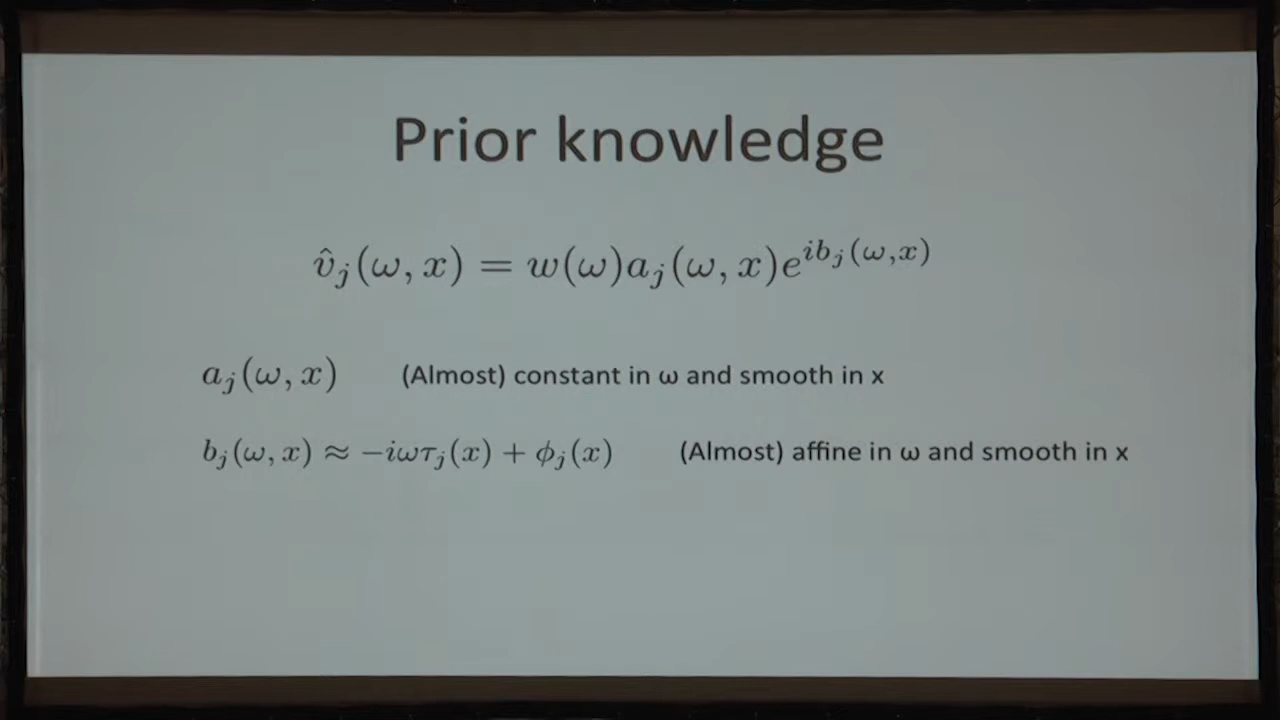 Prior knowledge
v̂_j(ω, x) = w(ω)a_j(ω, x)e^{ib_j(ω,x)}
a_j(ω, x) (Almost) constant in ω and smooth in x
b_j(ω, x) ≈ −iωτ_j(x) + ϕ_j(x) (Almost) affine in ω and smooth in x